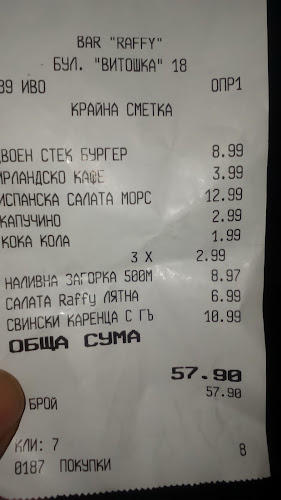 BAR "RAFFY"
БУЛ. "ВИТОШКА" 18
89 ИВО ОПР1
КРАЙНА СМЕТКА
ДВОЕН СТЕК БУРГЕР 8.99
ИРЛАНДСКО КАФЕ 3.99
ИСПАНСКА САЛАТА МОРС 12.99
КАПУЧИНО 2.99
КОКА КОЛА 1.99
3 X 2.99
НАЛИВНА ЗАГОРКА 500М 8.97
САЛАТА Raffy ЛЯТНА 6.99
СВИНСКИ КАРЕНЦА С ГЪ 10.99
ОБЩА СУМА
57.90
БРОЙ 57.90
КЛИ: 7
0187 ПОКУПКИ 8